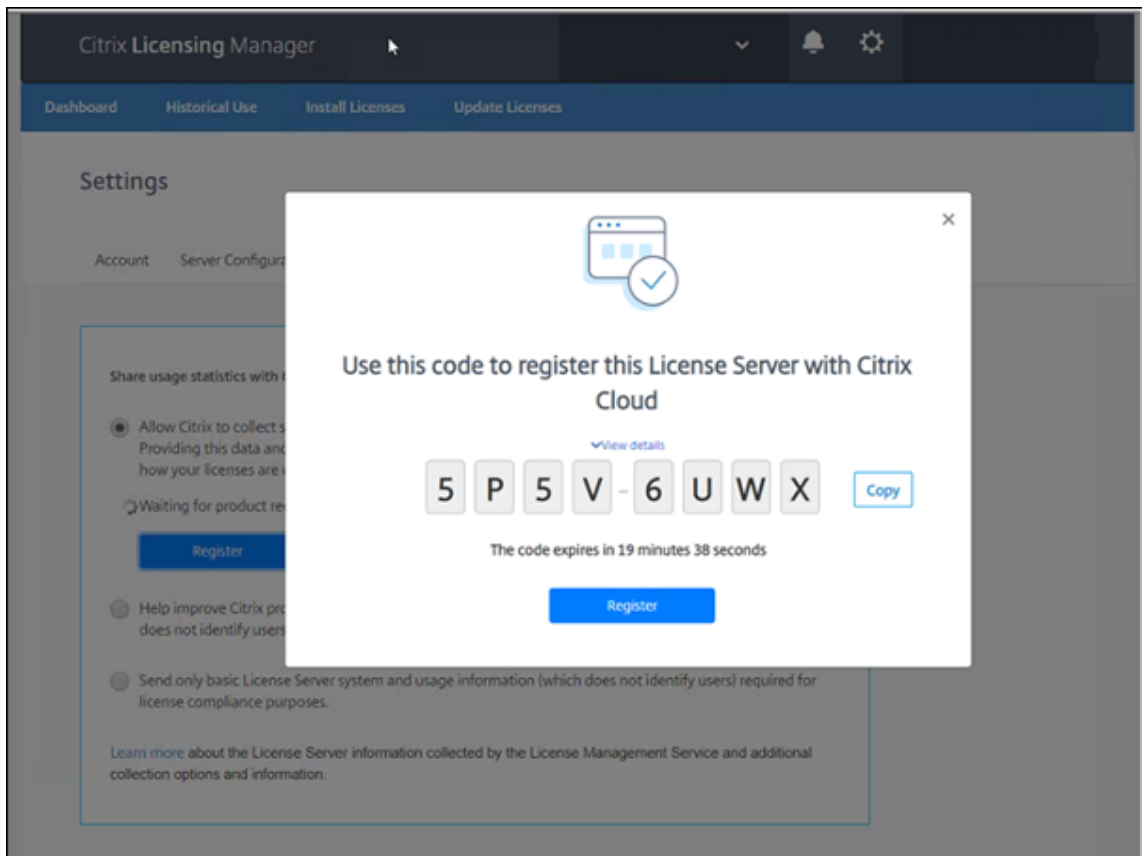 Citrix Licensing Manager
Dashboard Historical Use Install Licenses Update Licenses
Settings
Account Server
Use this code to register this License Server with Citrix
Cloud
View details
5 P 5 V - 6 U W X Copy
The code expires in 19 minutes 38 seconds
Register
Share usage statistics with
Allow Citrix to collect
Providing this data and
how your licenses are
Waiting for product
Register
Help improve Citrix
does not identify users
Send only basic License Server system and usage information (which does not identify users) required for
license compliance purposes.
Learn more about the License Server information collected by the License Management Service and additional
collection options and information.